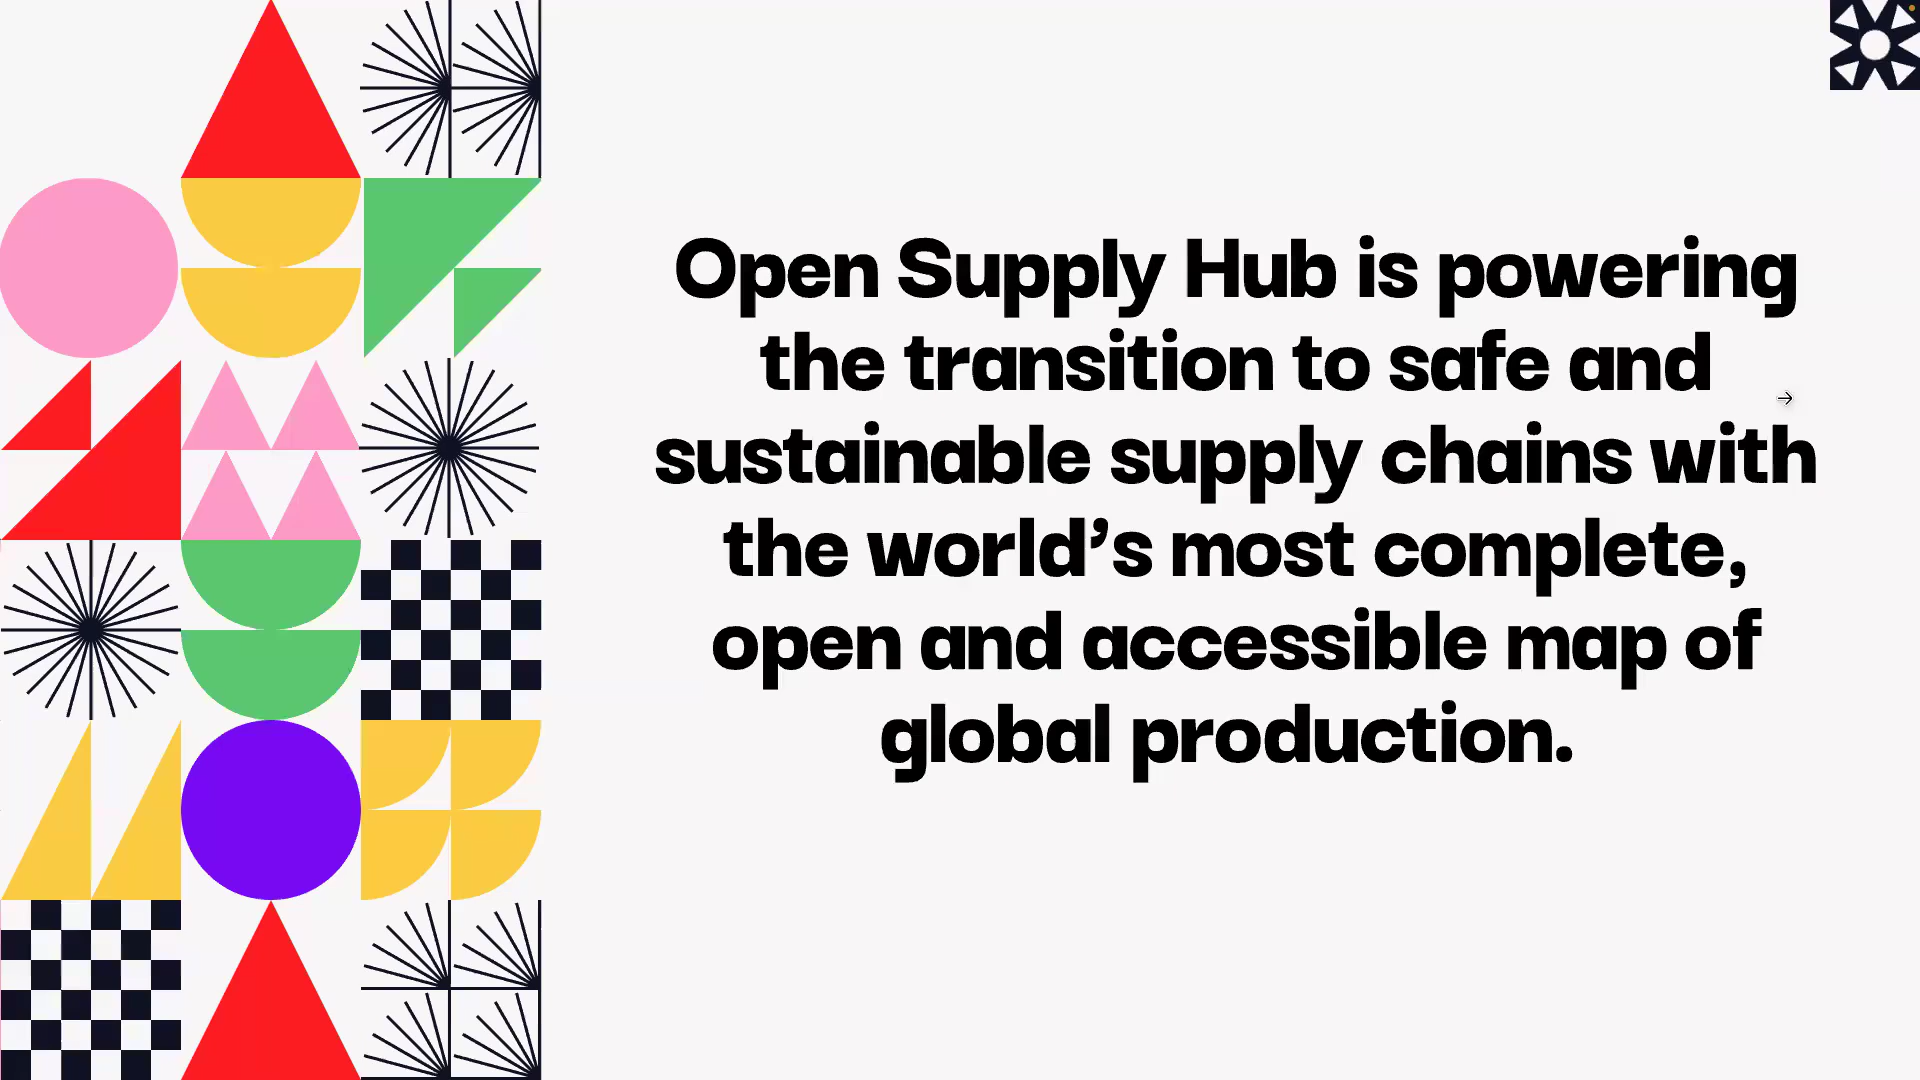 Open Supply Hub is powering
the transition to safe and
sustainable supply chains with
the world’s most complete,
open and accessible map of
global production.